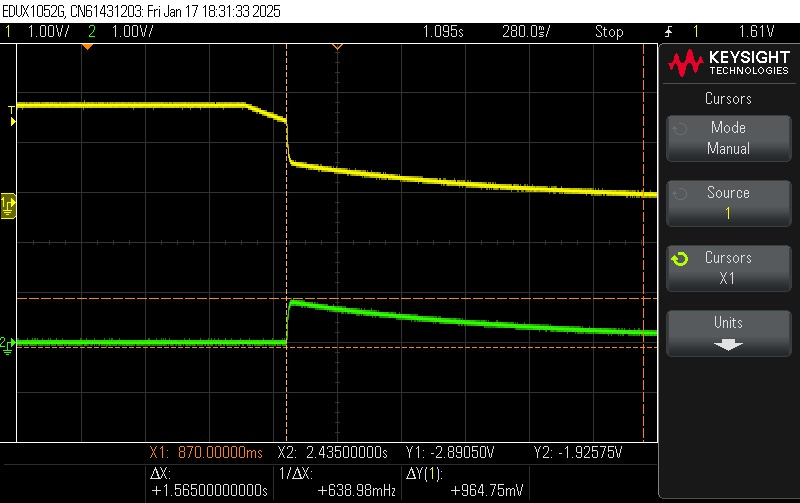 EDUX1052G, CN61431203: Fri Jan 17 18:31:33 2025
1 1.00V/ 2 1.00V/ 1.095s 280.0ms/ Stop 1 1.61V
KEYSIGHT
TECHNOLOGIES
Cursors
Mode
Manual
Source
1
Cursors
X1
Units
T
1
2
X1: 870.00000ms X2: 2.43500000s Y1: -2.89050V Y2: -1.92575V
ΔX: 1/ΔX: ΔY(1):
+1.56500000000s +638.98mHz +964.75mV